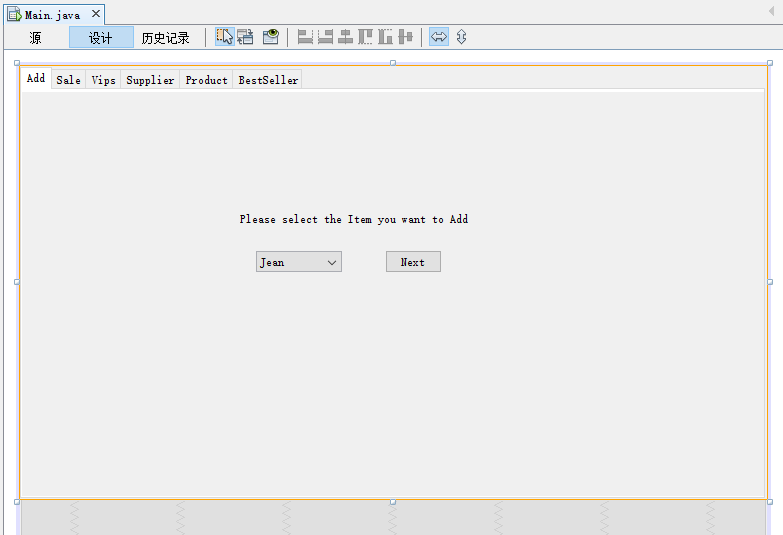 Main.java
源 设计 历史记录
Add Sale Vips Supplier Product BestSeller
Please select the Item you want to Add
Jean Next